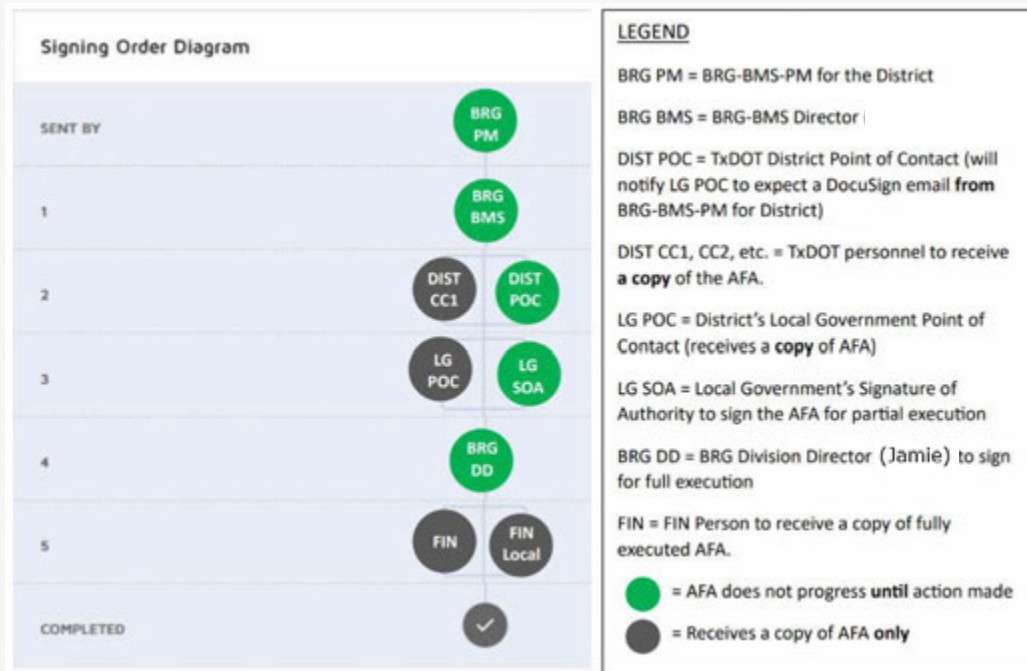 Signing Order Diagram
SENT BY
BRG
PM
1
BRG
BMS
2
DIST
CC1
DIST
POC
3
LG
POC
LG
SOA
4
BRG
DD
5
FIN
FIN
Local
COMPLETED
LEGEND
BRG PM = BRG-BMS-PM for the District
BRG BMS = BRG-BMS Director (
DIST POC = TxDOT District Point of Contact (will
notify LG POC to expect a DocuSign email from
BRG-BMS-PM for District)
DIST CC1, CC2, etc. = TxDOT personnel to receive
a copy of the AFA.
LG POC = District's Local Government Point of
Contact (receives a copy of AFA)
LG SOA = Local Government's Signature of
Authority to sign the AFA for partial execution
BRG DD = BRG Division Director (Jamie) to sign
for full execution
FIN = FIN Person to receive a copy of fully
executed AFA.
= AFA does not progress until action made
= Receives a copy of AFA only